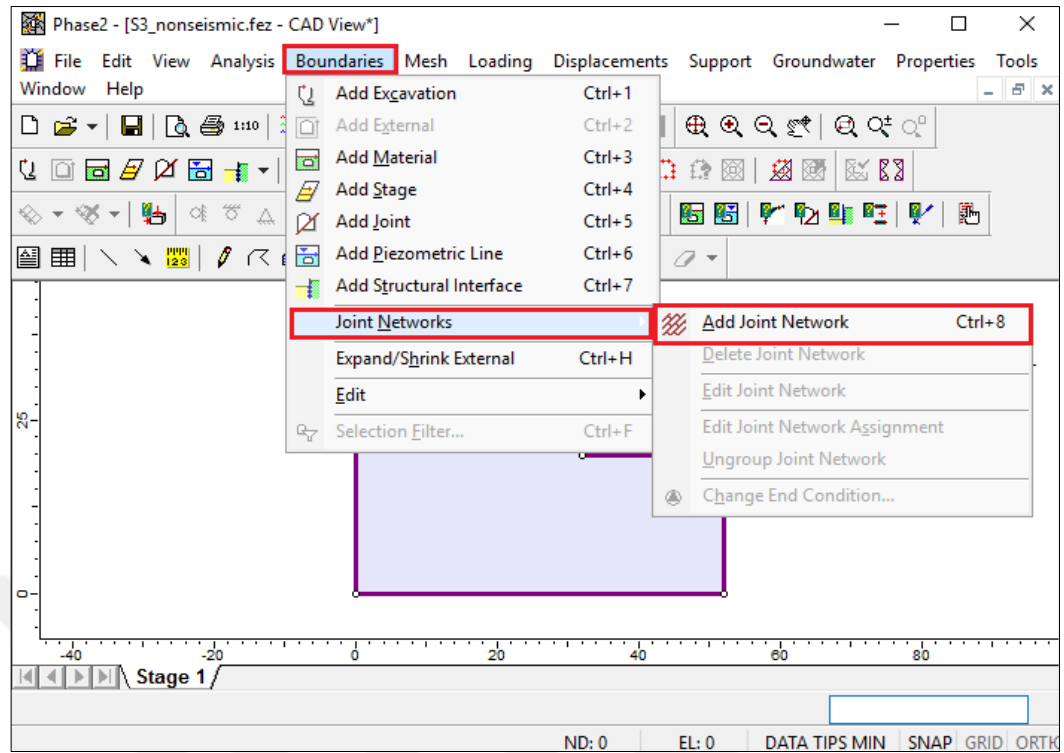 Phase2 - [S3_nonseismic.fez - CAD View*]
File Edit View Analysis Boundaries Mesh Loading Displacements Support Groundwater Properties Tools
Window Help
Add Excavation Ctrl+1
1:10
Add External Ctrl+2
Add Material Ctrl+3
Add Stage Ctrl+4
Add Joint Ctrl+5
Add Piezometric Line Ctrl+6
123
Add Structural Interface Ctrl+7
Joint Networks
Add Joint Network Ctrl+8
Expand/Shrink External Ctrl+H
Delete Joint Network
Edit
Edit Joint Network
Selection Filter... Ctrl+F
Edit Joint Network Assignment
Ungroup Joint Network
Change End Condition...
25
0
-40 -20 0 20 40 60 80
Stage 1
ND: 0 EL: 0 DATA TIPS MIN SNAP GRID ORTH